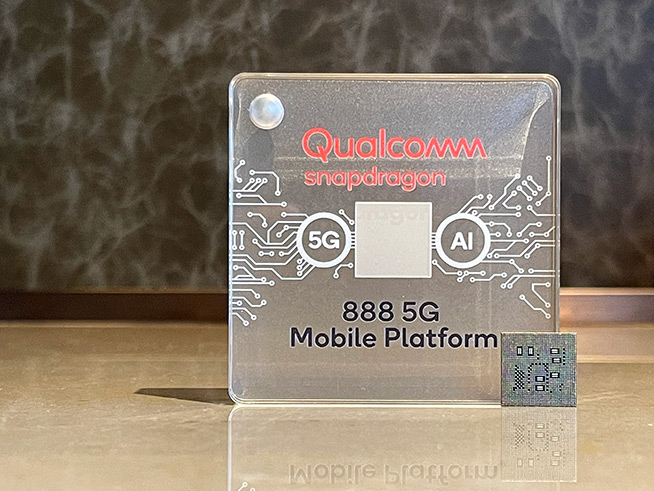 Qualcomm
snapdragon
5G
AI
888 5G
Mobile Platform